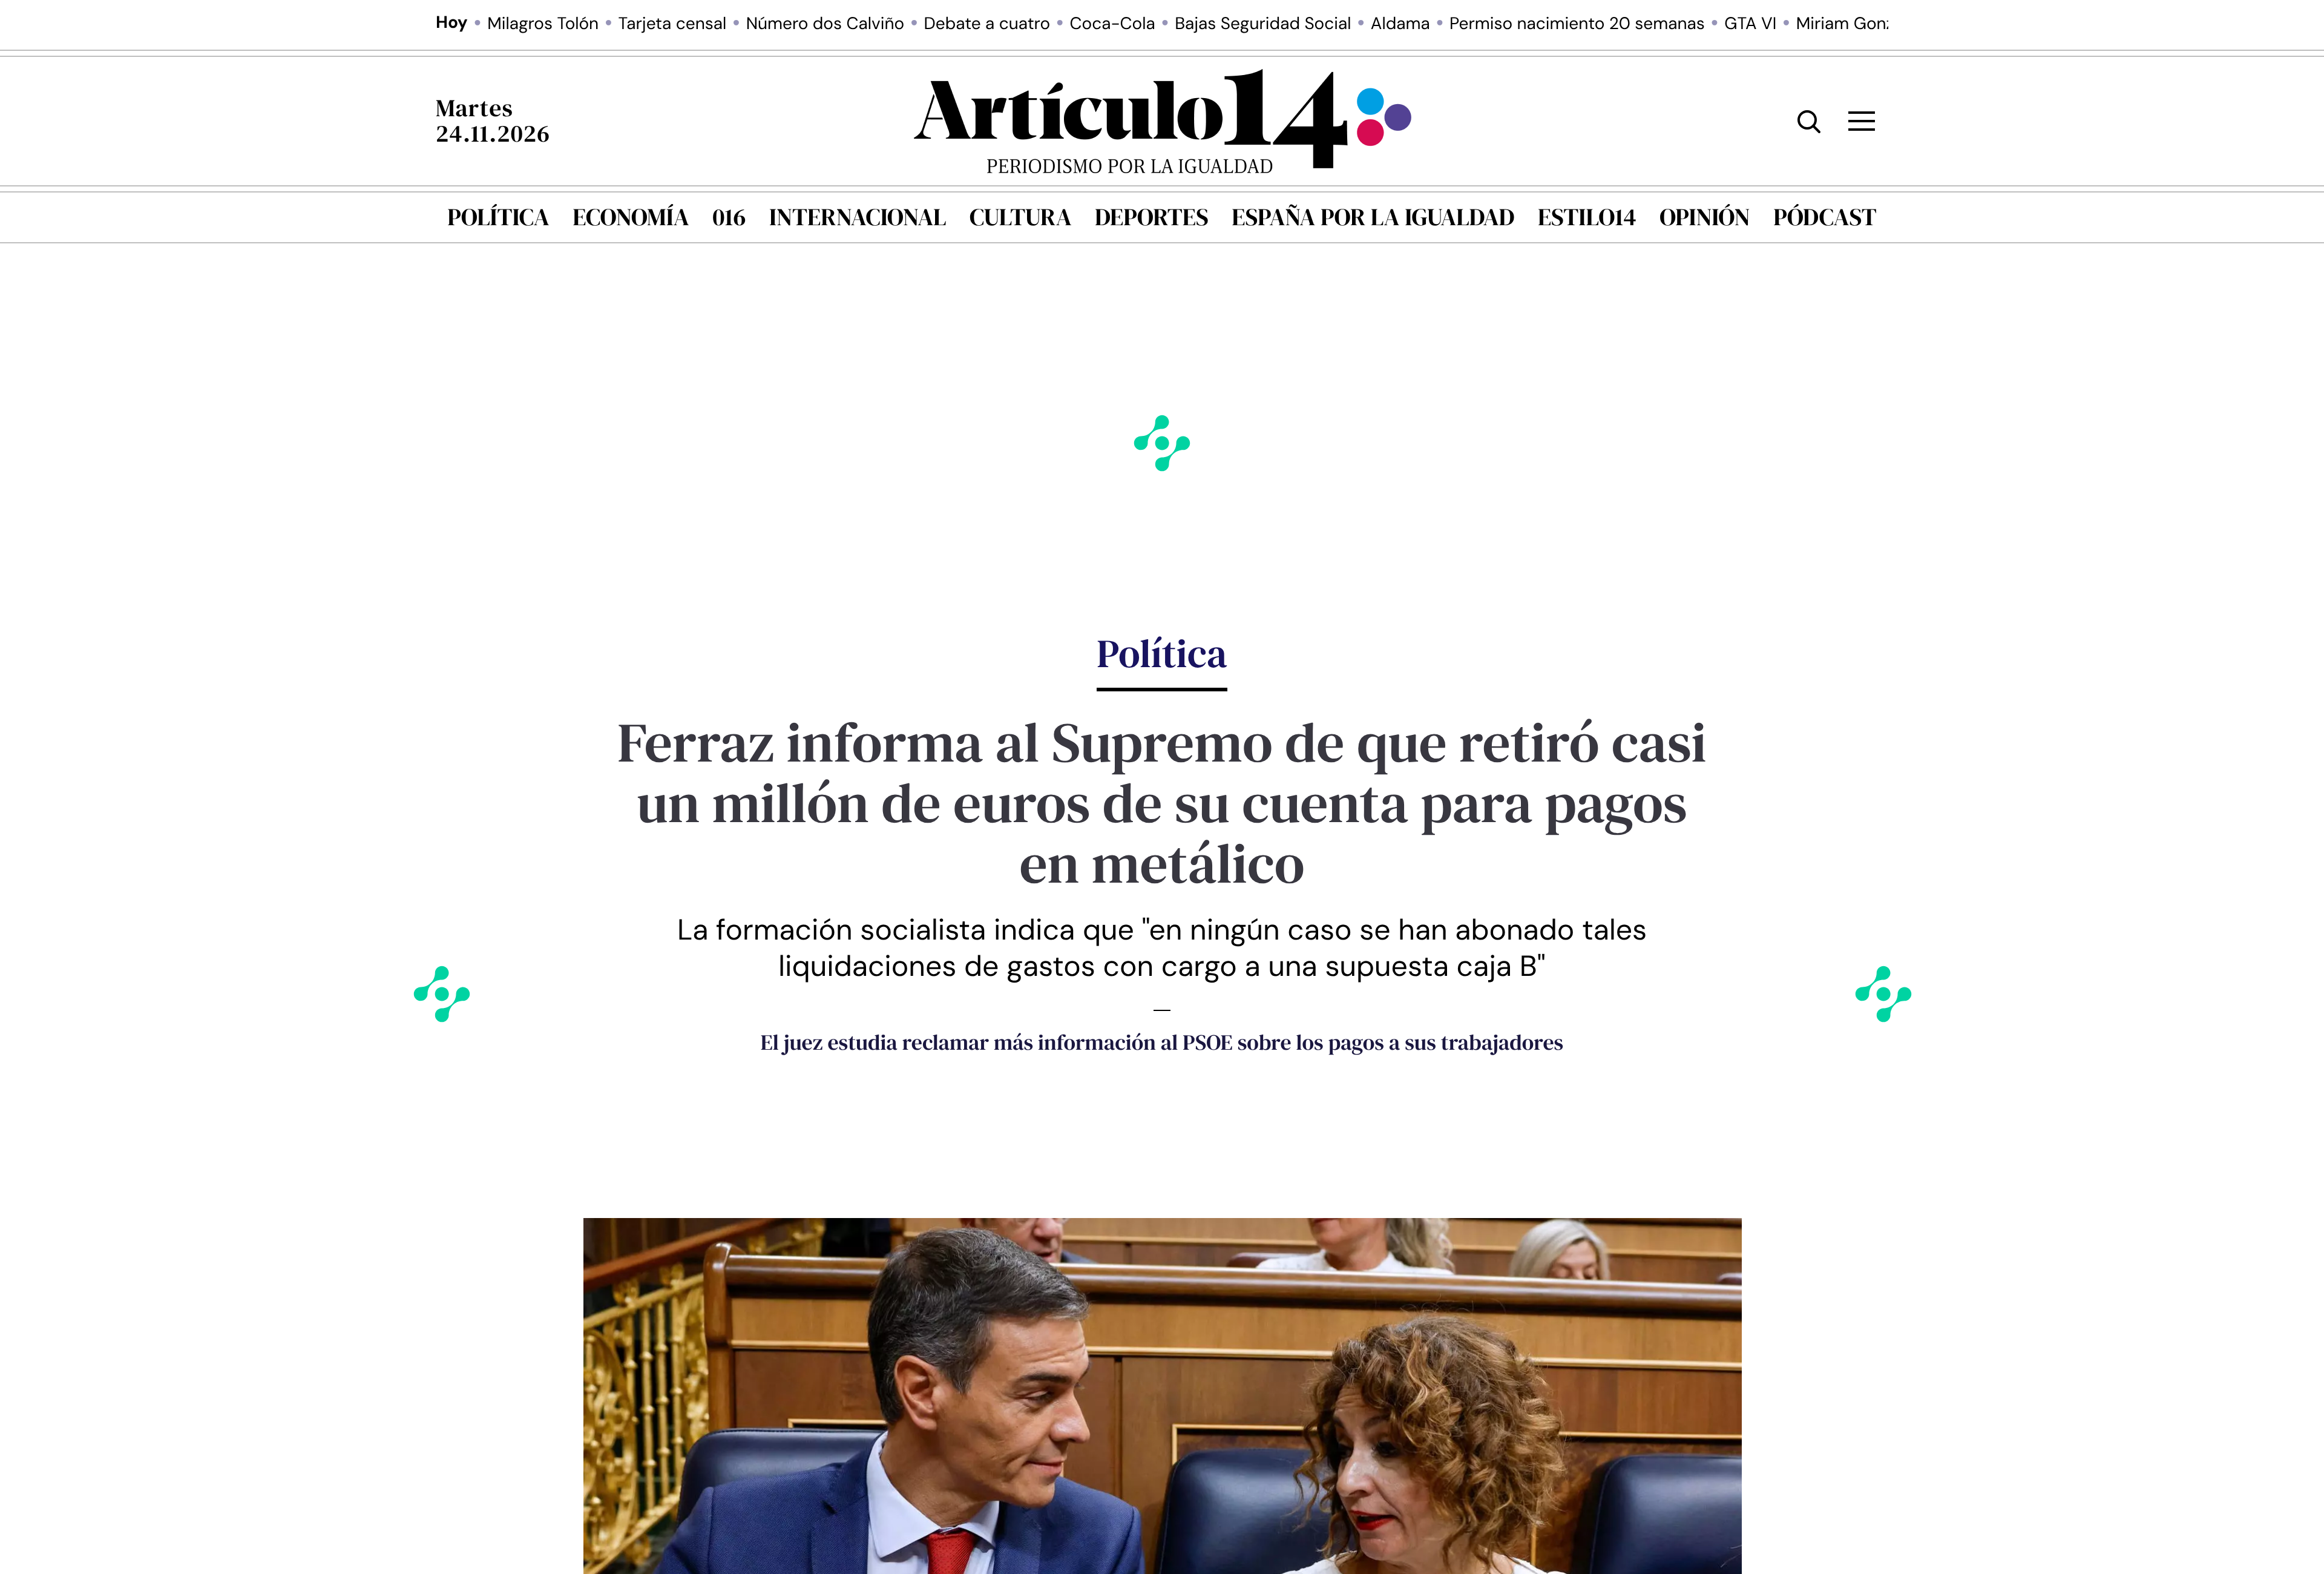 Hoy • Milagros Tolón • Tarjeta censal • Número dos Calviño • Debate a cuatro • Coca-Cola • Bajas Seguridad Social • Aldama • Permiso nacimiento 20 semanas • GTA VI • Miriam
Martes
24.11.2026
Artículo14
PERIODISMO POR LA IGUALDAD
POLÍTICA ECONOMÍA 016 INTERNACIONAL CULTURA DEPORTES ESPAÑA POR LA IGUALDAD ESTILO14 OPINIÓN PÓDCAST
Política
Ferraz informa al Supremo de que retiró casi
un millón de euros de su cuenta para pagos
en metálico
La formación socialista indica que "en ningún caso se han abonado tales
liquidaciones de gastos con cargo a una supuesta caja B"
—
El juez estudia reclamar más información al PSOE sobre los pagos a sus trabajadores